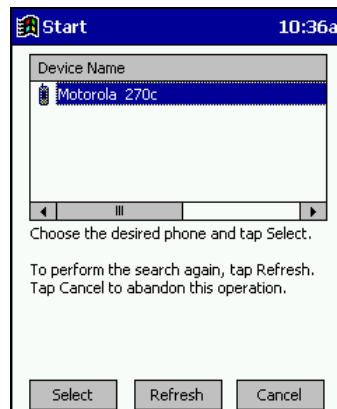 Start 10:36a
Device Name
Motorola 270c
Choose the desired phone and tap Select.
To perform the search again, tap Refresh.
Tap Cancel to abandon this operation.
Select Refresh Cancel